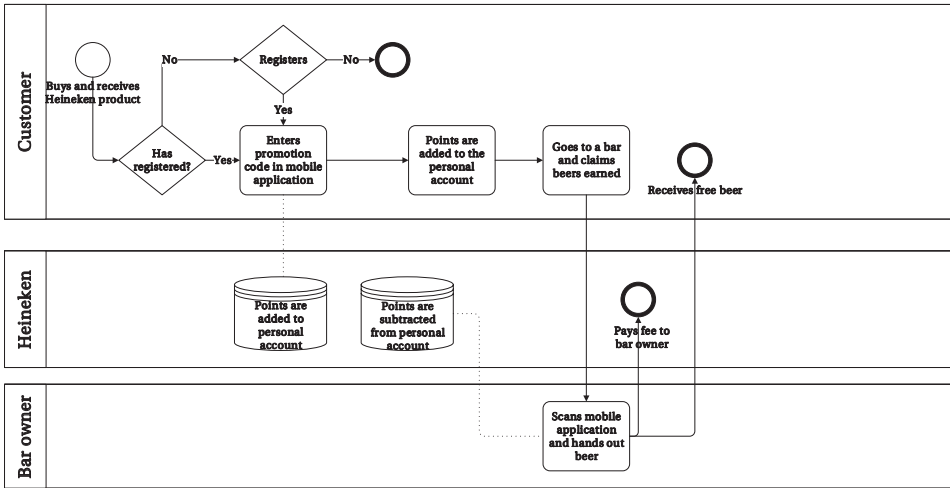 Customer
Buys and receives
Heineken product
Has
registered?
No
Registers
No
Yes
Yes
Enters
promotion
code in mobile
application
Points are
added to the
personal
account
Goes to a bar
and claims
beers earned
Receives free beer
Heineken
Points are
added to
personal
account
Points are
subtracted
from personal
account
Pays fee to
bar owner
Bar owner
Scans mobile
application
and hands out
beer